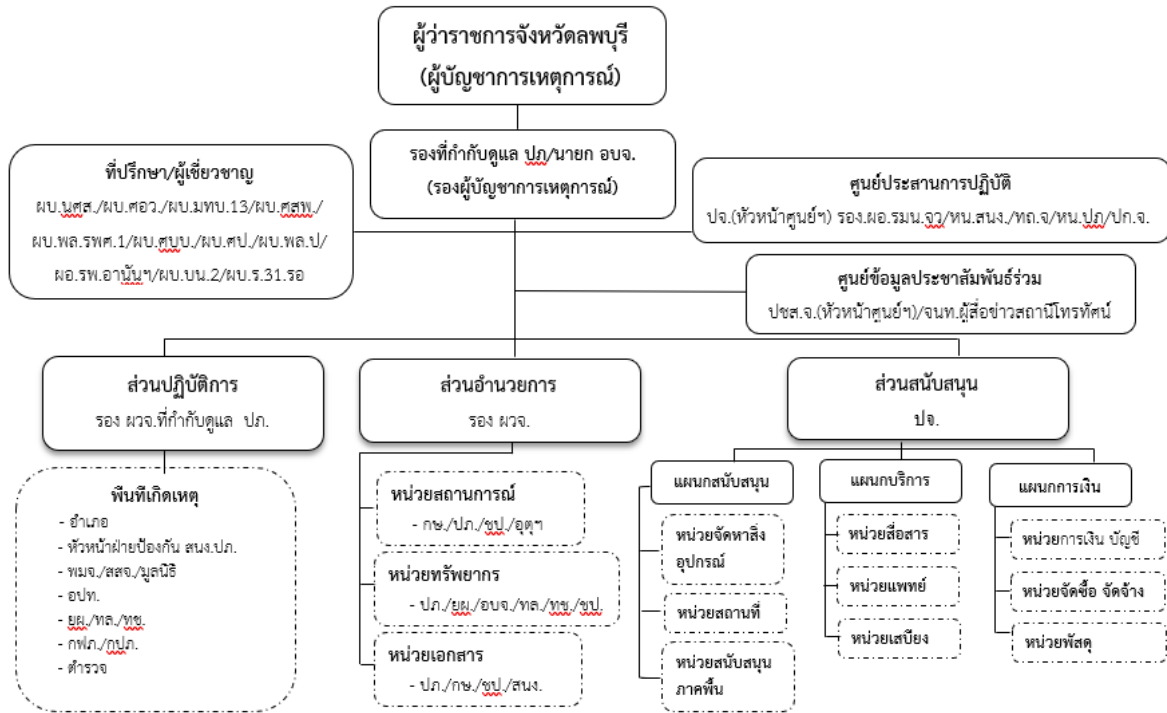 ผู้ว่าราชการจังหวัดลพบุรี
(ผู้บัญชาการเหตุการณ์)
รองที่กำกับดูแล ปภ/นายก อบจ.
(รองผู้บัญชาการเหตุการณ์)
ที่ปรึกษา/ผู้เชี่ยวชาญ
ผบ.นศส./ผบ.ศอว./ผบ.มทบ.13/ผบ.ศสพ./
ผบ.พล.รพศ.1/ผบ.ศบบ./ผบ.ศป./ผบ.พล.ป/
ผอ.รพ.อานันฯ/ผบ.บน.2/ผบ.ร.31.รอ
ศูนย์ประสานการปฏิบัติ
ปจ.(หัวหน้าศูนย์ฯ) รอง.ผอ.รมน.จว/หน.สนง./ทถ.จ/หน.ปภ/ปก.จ.
ศูนย์ข้อมูลประชาสัมพันธ์ร่วม
ปชส.จ.(หัวหน้าศูนย์ฯ)/จนท.ผู้สื่อข่าวสถานีโทรทัศน์
ส่วนปฏิบัติการ
รอง ผวจ.ที่กำกับดูแล ปภ.
พื้นที่เกิดเหตุ
- อำเภอ
- หัวหน้าฝ่ายป้องกัน สนง.ปภ.
- พมจ./สสจ./มูลนิธิ
- อปท.
- ยผ./ทล./ทช.
- กฟภ./กปภ.
- ตำรวจ
ส่วนอำนวยการ
รอง ผวจ.
หน่วยสถานการณ์
- กษ./ปภ./ชป./อุตุฯ
หน่วยทรัพยากร
- ปภ./ยผ./อบจ./ทล./ทช./ชป.
หน่วยเอกสาร
- ปภ./กษ./ชป./สนง.
ส่วนสนับสนุน
ปจ.
แผนกสนับสนุน
หน่วยจัดหาสิ่ง
อุปกรณ์
หน่วยสถานที่
หน่วยสนับสนุน
ภาคพื้น
แผนกบริการ
หน่วยสื่อสาร
หน่วยแพทย์
หน่วยเสบียง
แผนกการเงิน
หน่วยการเงิน บัญชี
หน่วยจัดซื้อ จัดจ้าง
หน่วยพัสดุ